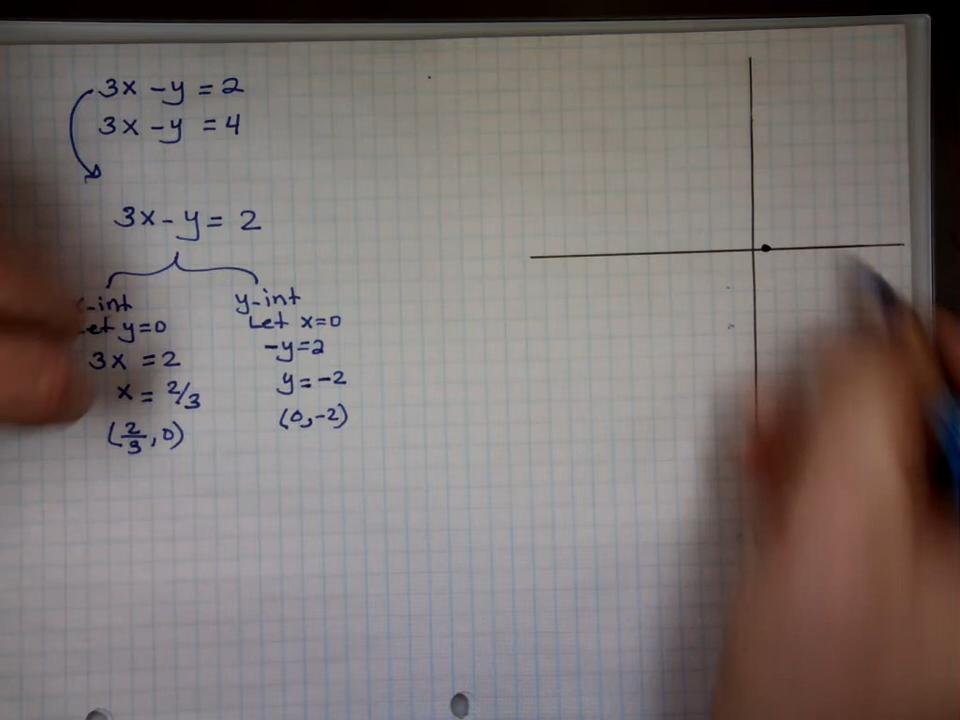 3x - y = 2
3x - y = 4
3x - y = 2
-int y-int
Let y=0 Let x=0
3x = 2 -y=2
x = 2/3 y = -2
(2/3, 0) (0, -2)